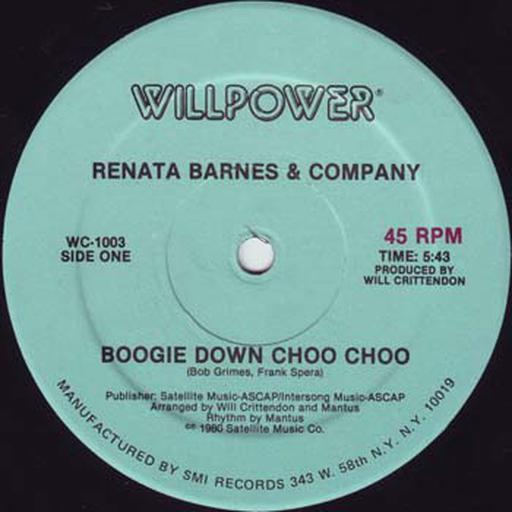 WILLPOWER®
RENATA BARNES & COMPANY
WC-1003
SIDE ONE
45 RPM
TIME: 5:43
PRODUCED BY
WILL CRITTENDON
BOOGIE DOWN CHOO CHOO
(Bob Grimes, Frank Spera)
Publisher: Satellite Music-ASCAP/Intersong Music-ASCAP
Arranged by Will Crittendon and Mantus
Rhythm by Mantus
℗ 1980 Satellite Music Co.
MANUFACTURED BY SMI RECORDS 343 W. 58th N.Y. N.Y. 10019